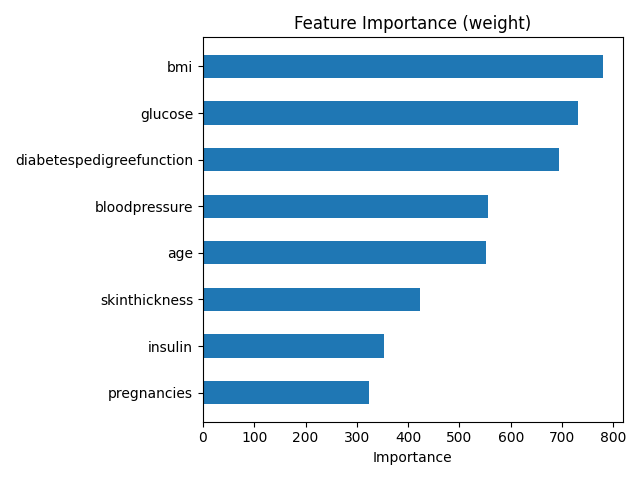 Feature Importance (weight)
bmi
glucose
diabetespedigreefunction
bloodpressure
age
skinthickness
insulin
pregnancies
0 100 200 300 400 500 600 700 800
Importance